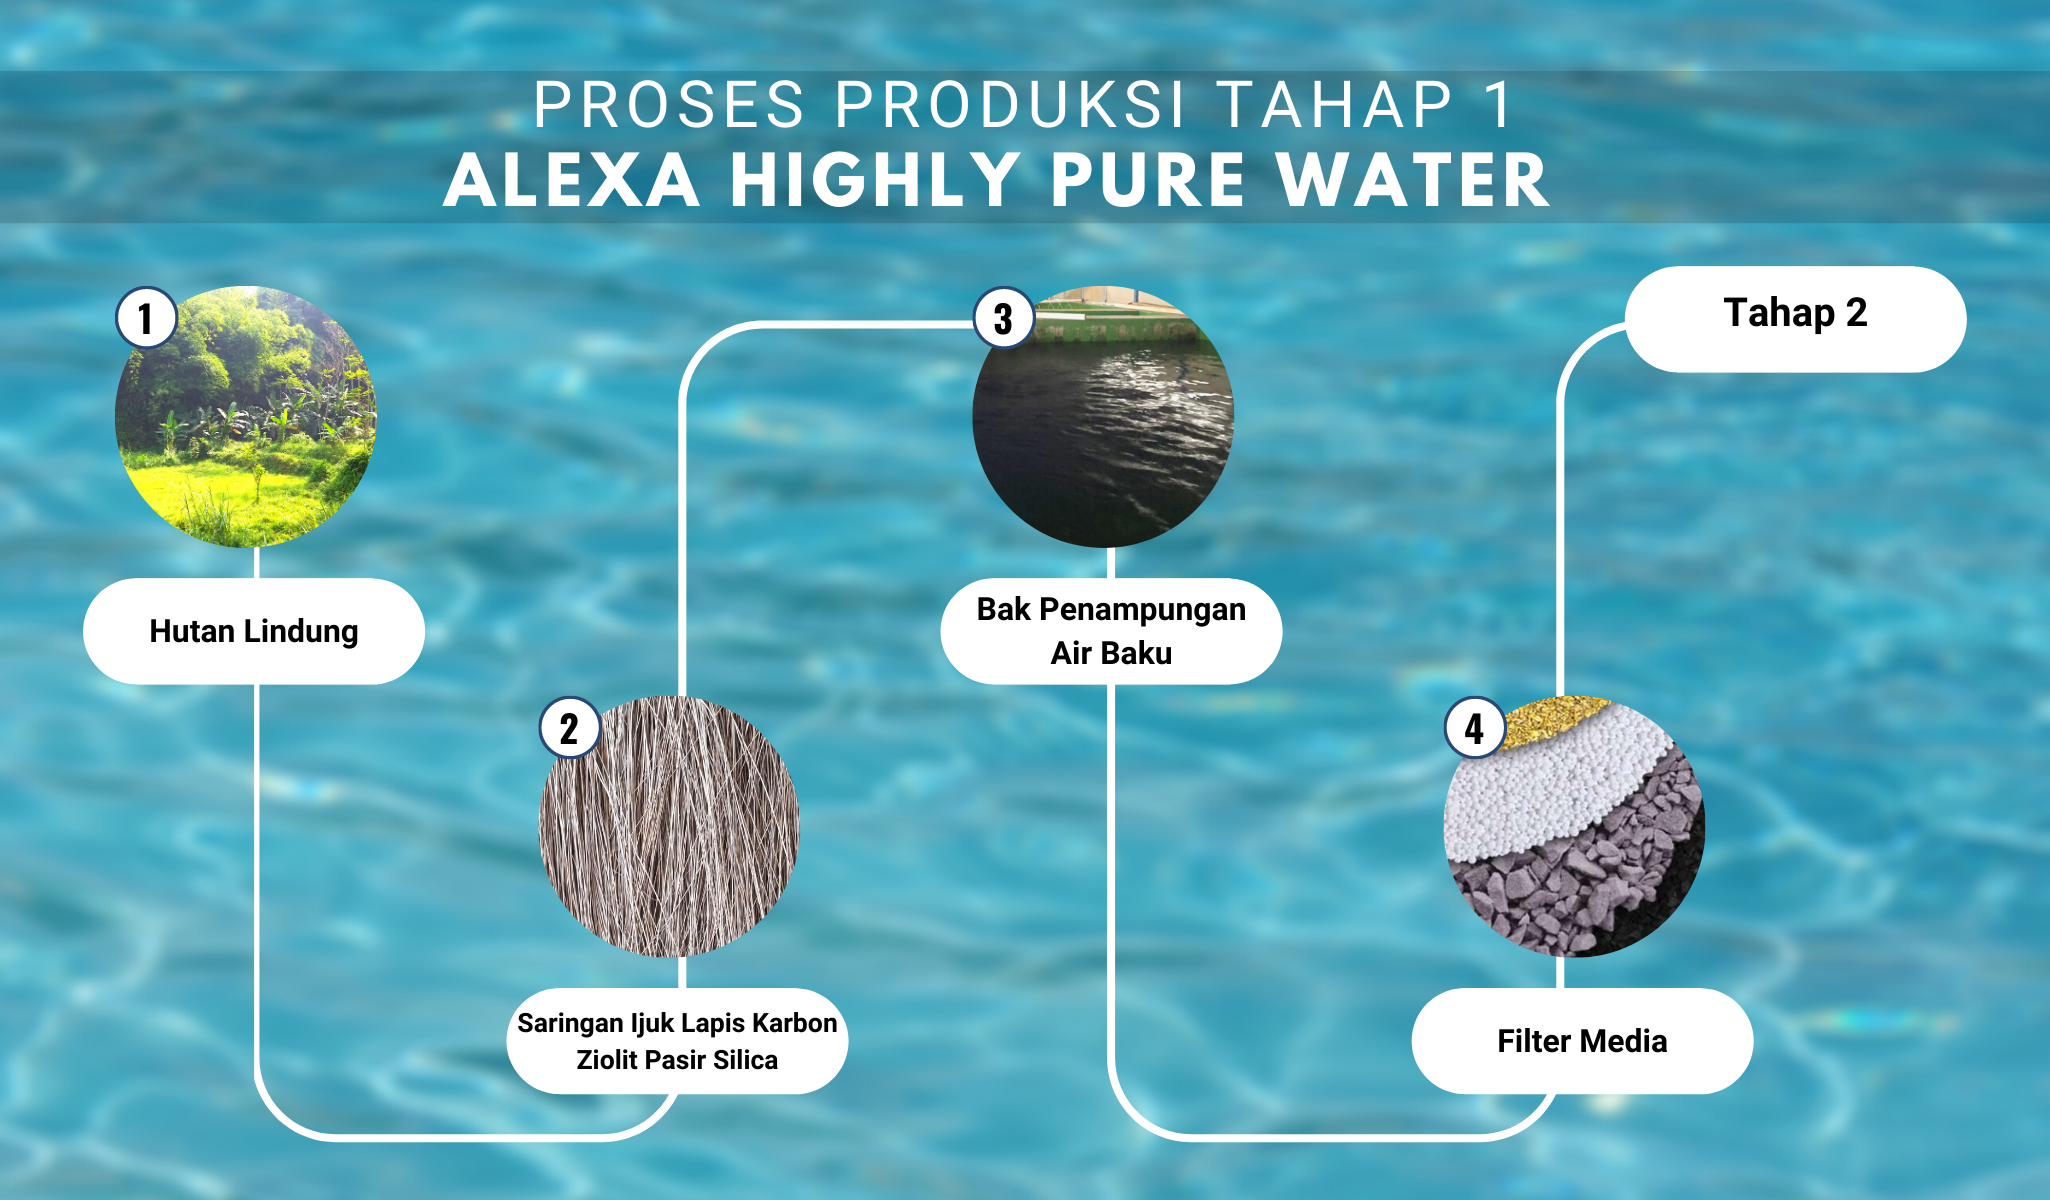 PROSES PRODUKSI TAHAP 1
ALEXA HIGHLY PURE WATER
1
Hutan Lindung
2
Saringan Ijuk Lapis Karbon
Ziolit Pasir Silica
3
Bak Penampungan
Air Baku
4
Filter Media
Tahap 2